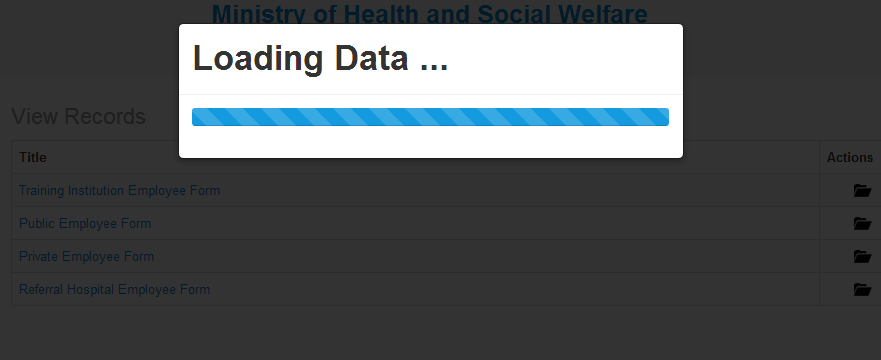 Ministry of Health and Social Welfare
Loading Data ...
View Records
Title
Actions
Training Institution Employee Form
Public Employee Form
Private Employee Form
Referral Hospital Employee Form